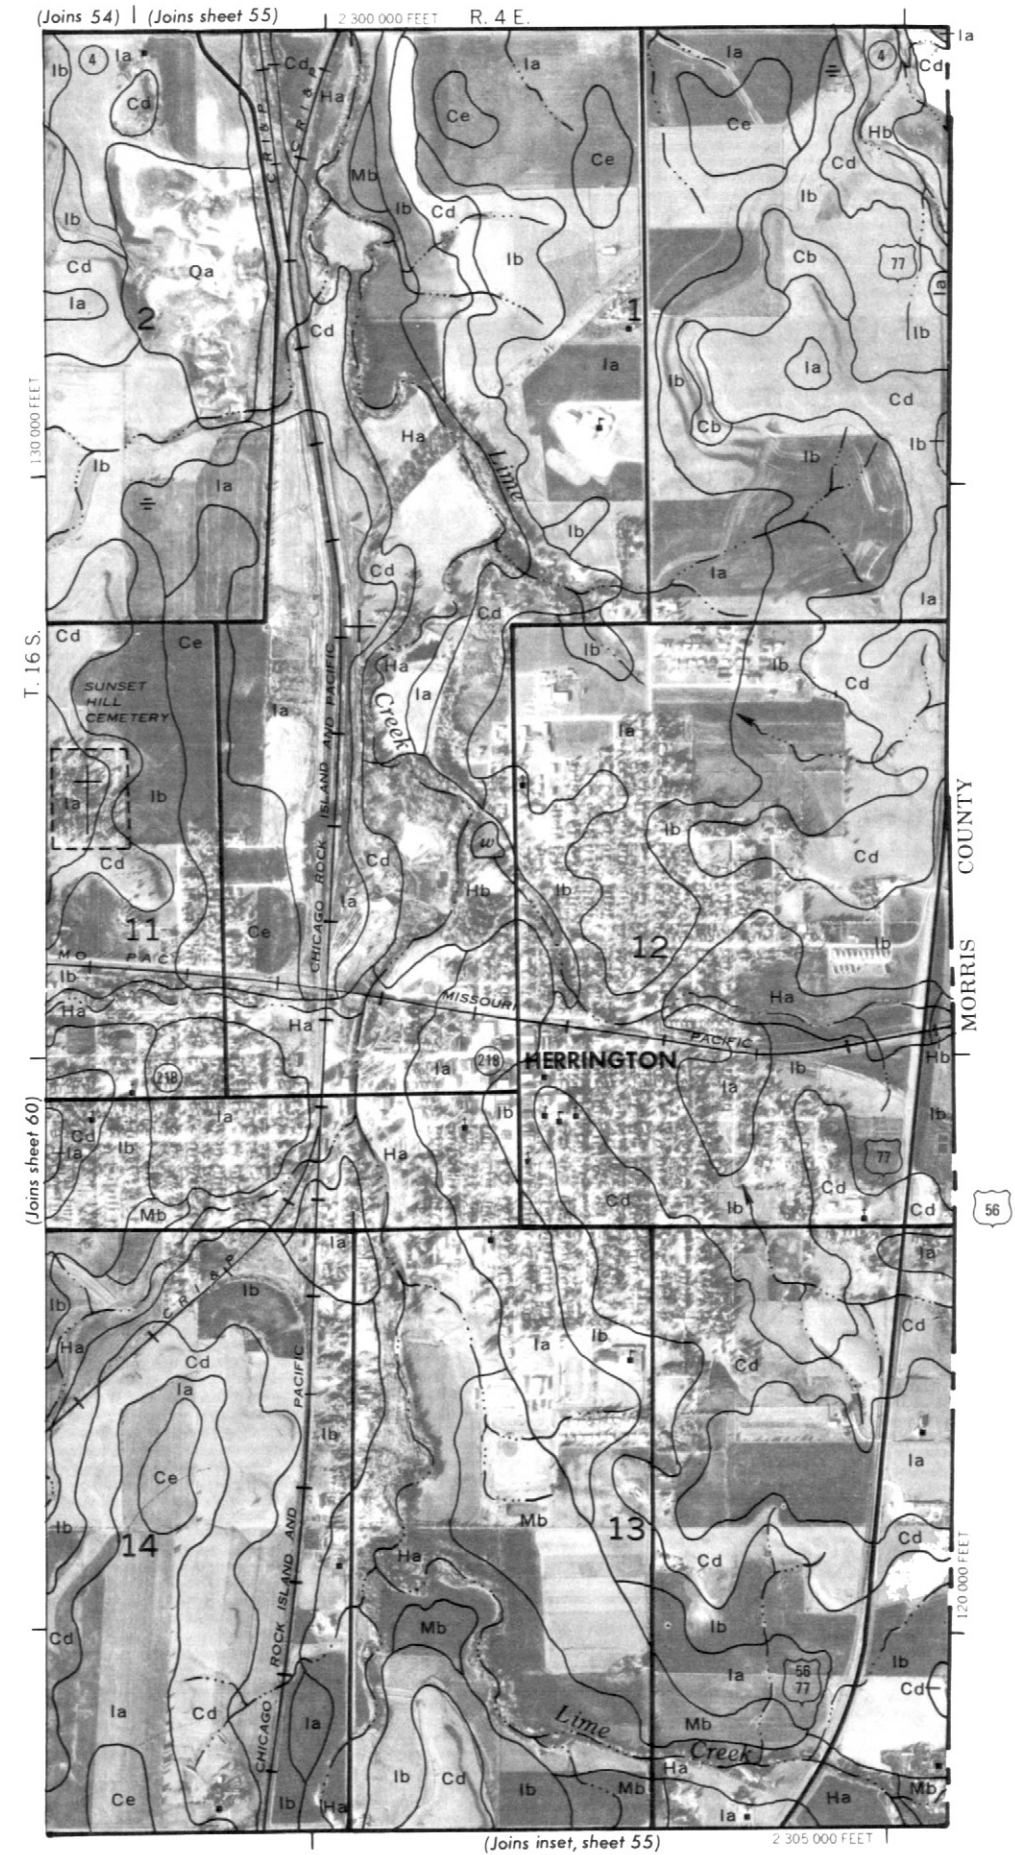 (Joins 54) (Joins sheet 55) 2 300 000 FEET R. 4 E.
Ia
Ib 4 Ia Cd Ia Ia 4 Cd
C R I & P C R I & P
Cd Ha Ce Ce Hb
Ce Cd
Mb
Ib Ib Cd Ib
Cd Qa Ib Cb 77
Ia 2 1 Ia
Cd Ib
Ia Ia
Ib Cd
130 000 FEET
Ha Cb Ib
Ib Ia Lime Ib
Ib
Cd Ia
Cd Ia
T. 16 S.
Cd Ce Ib Ib
Ha
SUNSET
HILL
CEMETERY
Ia Cd
Ia Creek Ia
Ia Ib
CHICAGO ROCK ISLAND AND PACIFIC
w Ib
Cd Cd Cd
Hb Ib
Ia
11 Ce 12 Ib
MORRIS COUNTY
MO PAC
Ib MISSOURI PACIFIC Ha
Ha Ha
218 Ia 218 HERRINGTON Ib Hb
Ia
(Joins sheet 60)
Ia Ib Ib
Cd Ib Ha 77
Ia
Mb Cd Ib Cd Cd
56
Ia Ia
C R I & P
Ib Ib
Ha Cd Ia Ib Cd Cd
Ia
Ib
Ce Ia
Ib Mb 13 Cd
14 Ha Cd
120 000 FEET
CHICAGO ROCK ISLAND AND PACIFIC
Cd Mb Ib
Ia 56
77 Ib
Cd
Ia Cd Ia Lime Mb
Creek
Ha
Ce Ib Ha Ib Cd Ib Mb Ia Ha Mb
(Joins inset, sheet 55) 2 305 000 FEET